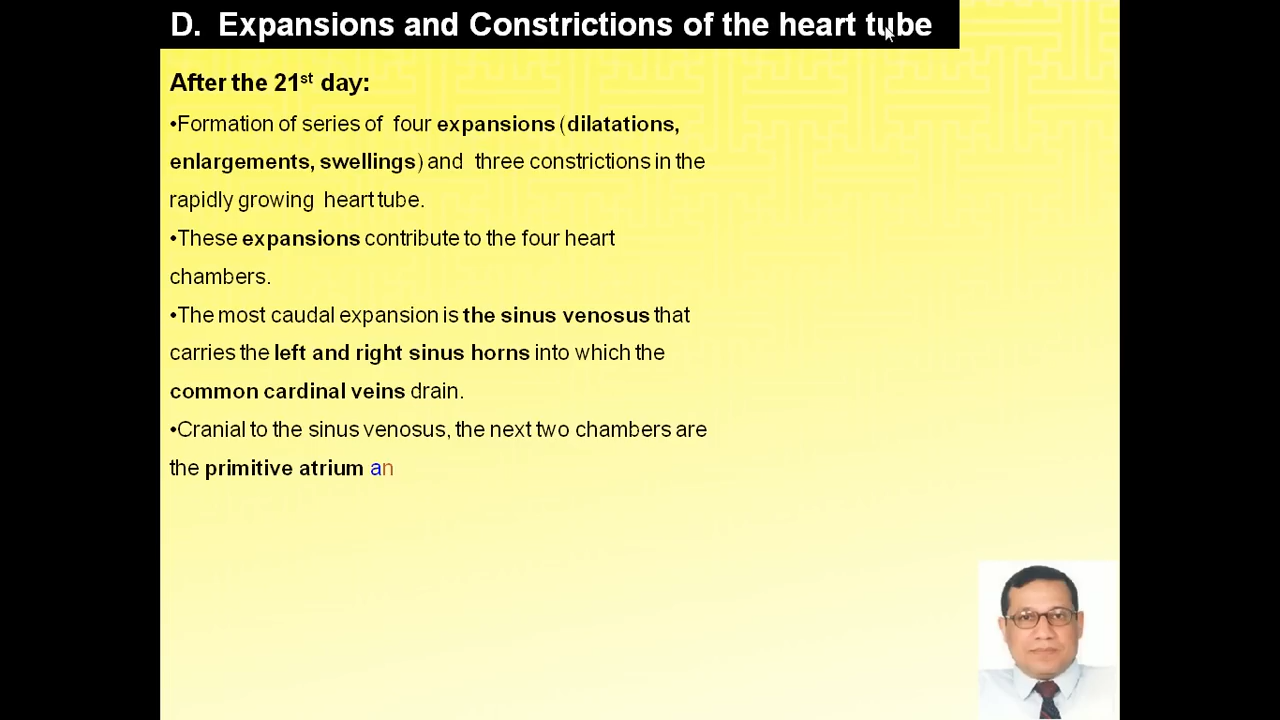 D. Expansions and Constrictions of the heart tube
After the 21st day:
•Formation of series of four expansions (dilatations,
enlargements, swellings) and three constrictions in the
rapidly growing heart tube.
•These expansions contribute to the four heart
chambers.
•The most caudal expansion is the sinus venosus that
carries the left and right sinus horns into which the
common cardinal veins drain.
•Cranial to the sinus venosus, the next two chambers are
the primitive atrium an